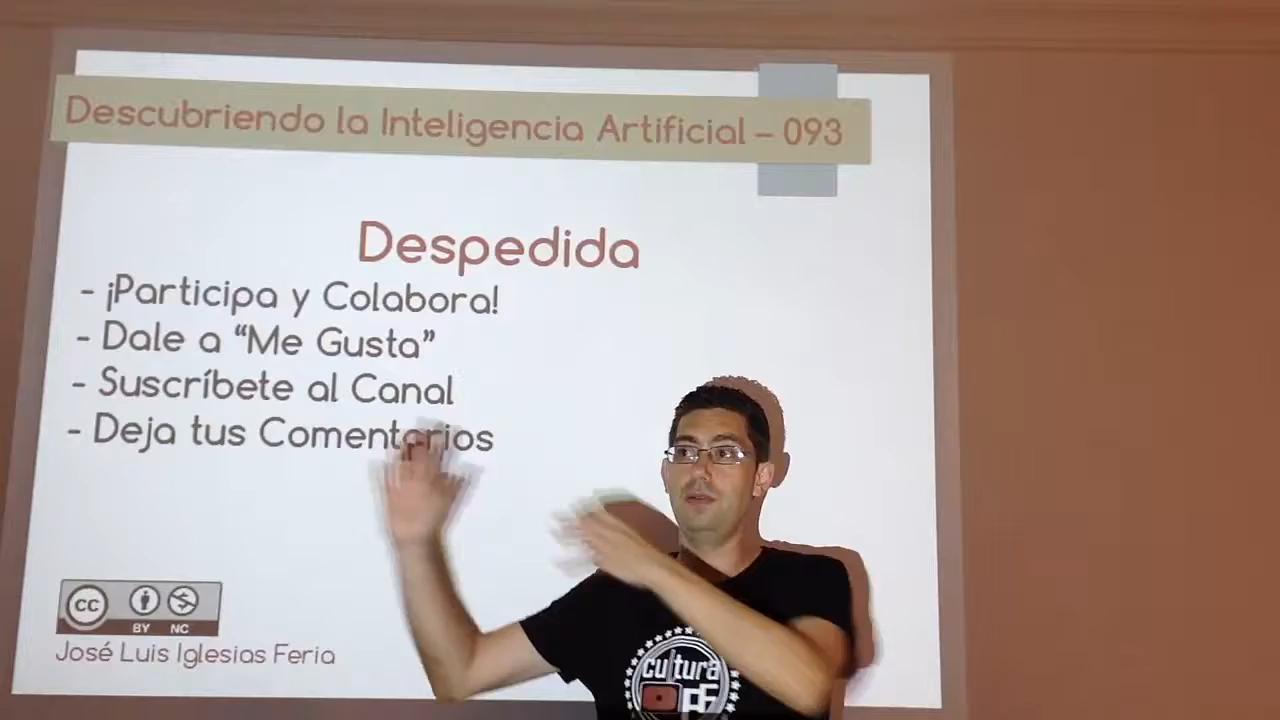 Descubriendo la Inteligencia Artificial – 093
Despedida
- ¡Participa y Colabora!
- Dale a “Me Gusta”
- Suscríbete al Canal
- Deja tus Comentarios
cc
BY NC
José Luis Iglesias Feria
cultura